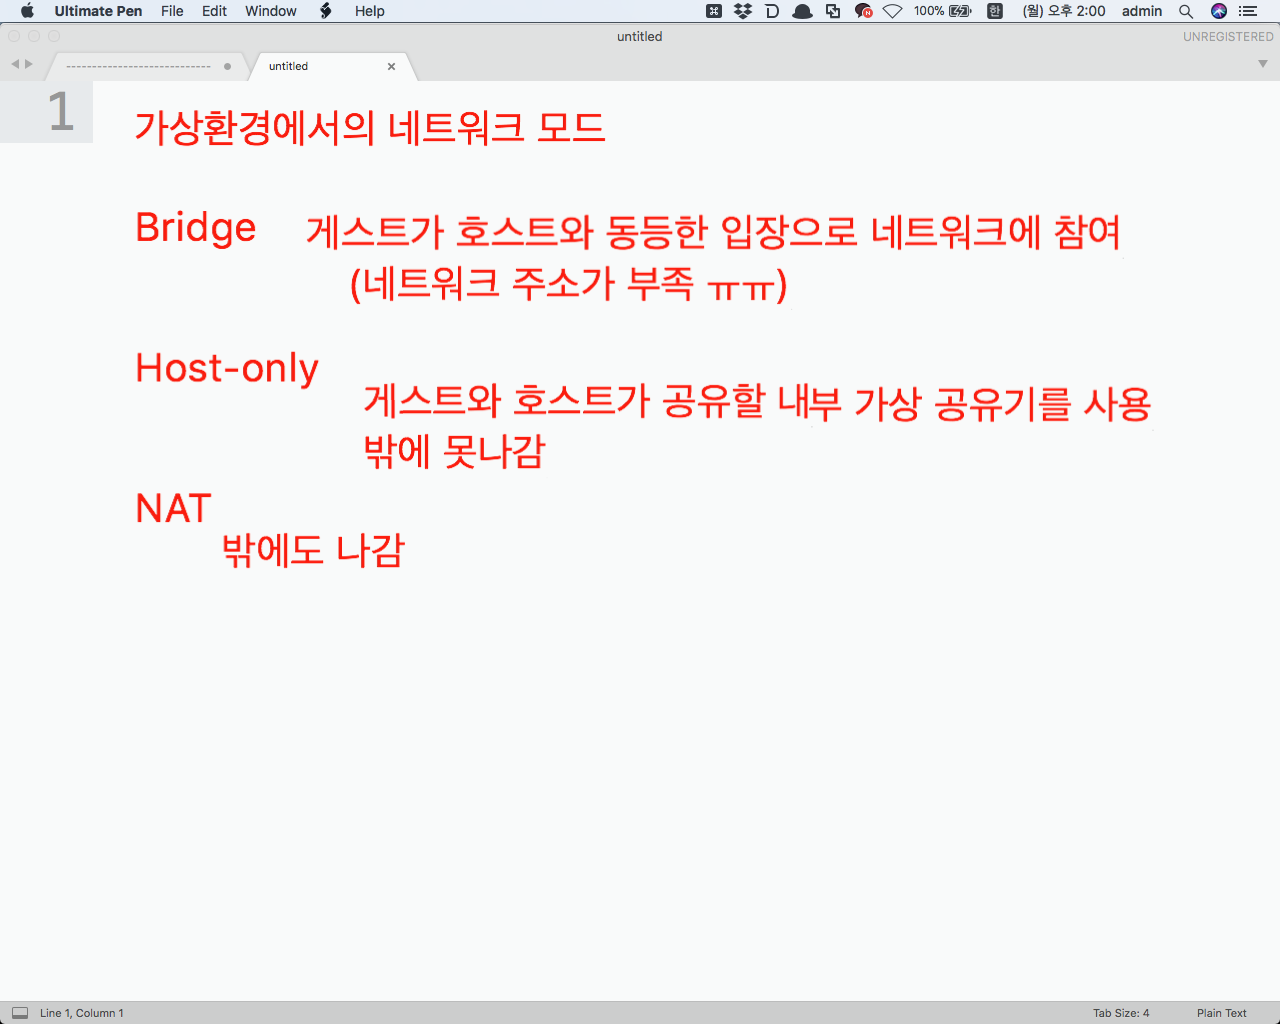 Ultimate Pen File Edit Window Help 100% 한 (월) 오후 2:00 admin
untitled UNREGISTERED
---------------------------- untitled
1
가상환경에서의 네트워크 모드
Bridge 게스트가 호스트와 동등한 입장으로 네트워크에 참여
(네트워크 주소가 부족 ㅠㅠ)
Host-only
게스트와 호스트가 공유할 내부 가상 공유기를 사용
밖에 못나감
NAT
밖에도 나감
Line 1, Column 1 Tab Size: 4 Plain Text